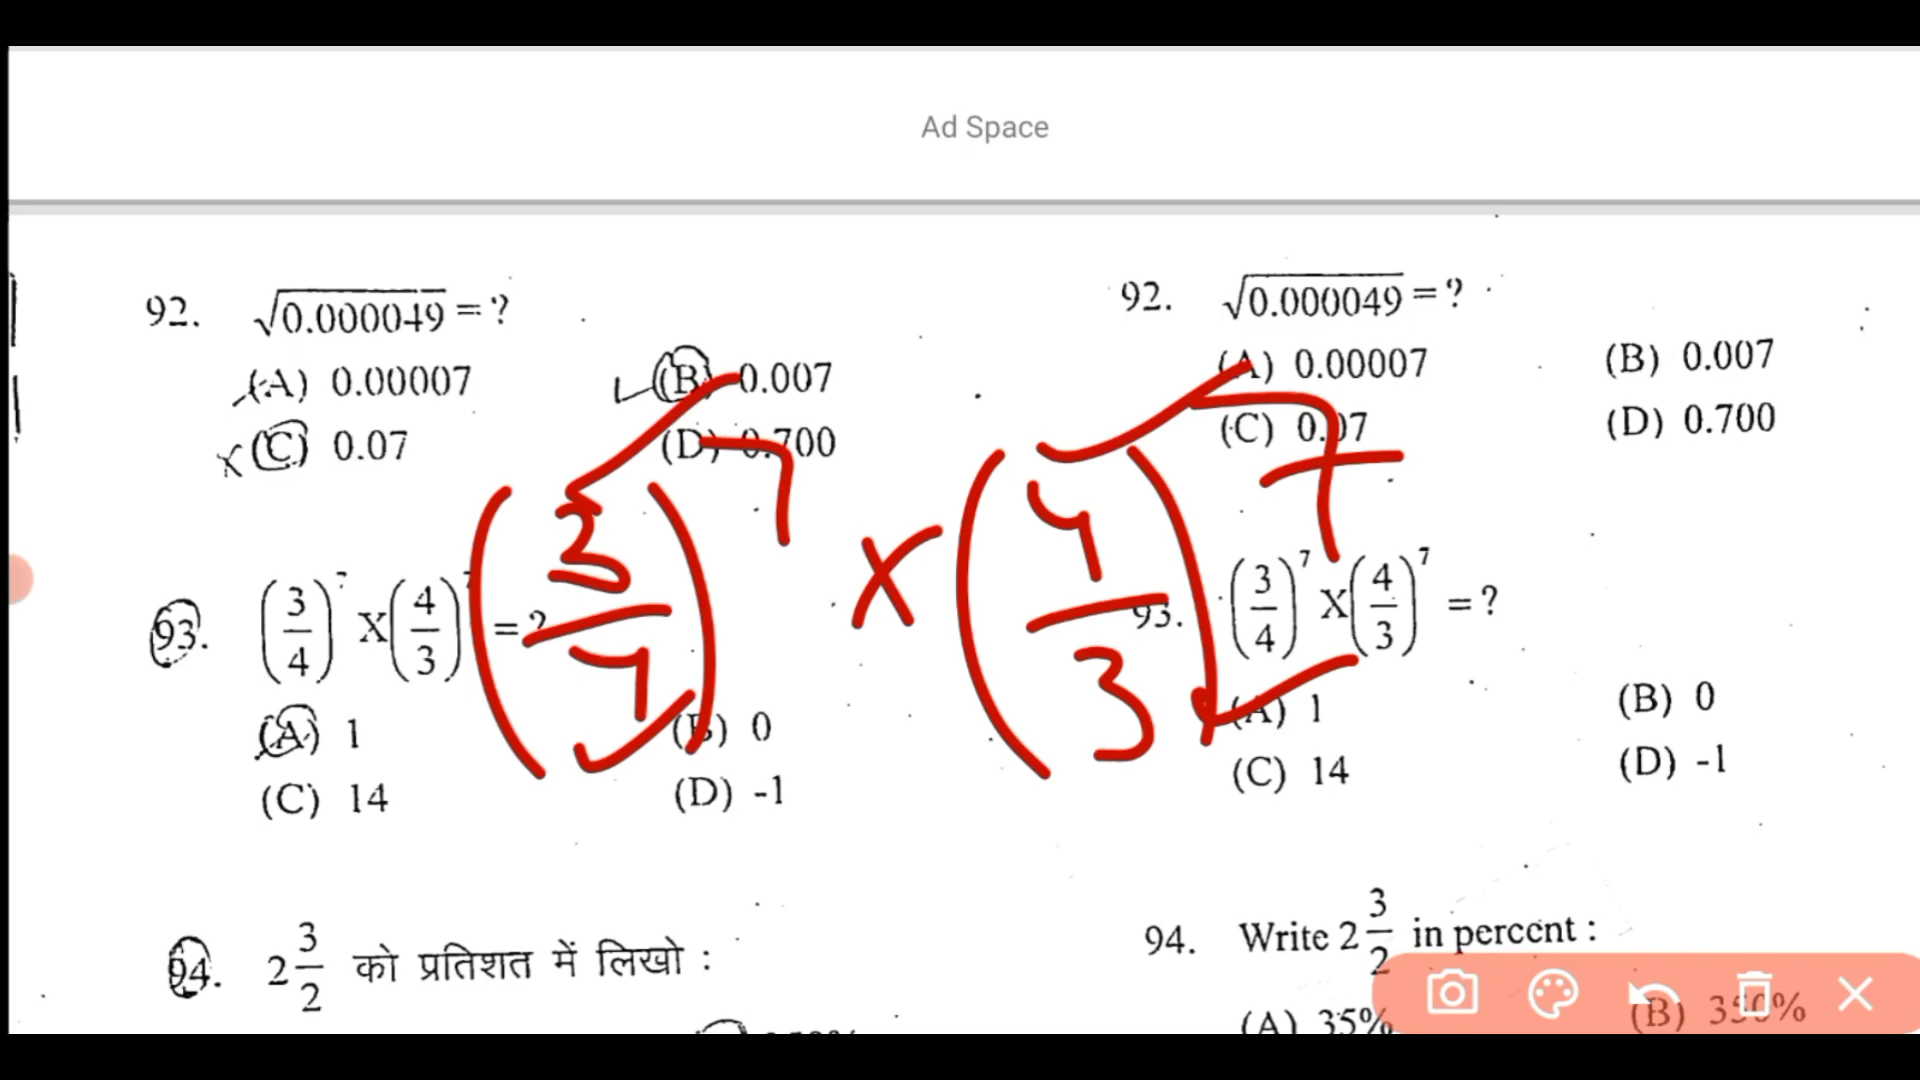 Ad Space
92. √0.000049 = ?
(A) 0.00007 (B) 0.007
(C) 0.07 (D) 0.700
93. (3/4)^7 X (4/3)^7 = ?
(A) 1 (B) 0
(C) 14 (D) -1
94. 2 3/2 को प्रतिशत में लिखो :
92. √0.000049 = ?
(A) 0.00007 (B) 0.007
(C) 0.07 (D) 0.700
93. (3/4)^7 X (4/3)^7 = ?
(A) 1 (B) 0
(C) 14 (D) -1
94. Write 2 3/2 in percent :
(A) 35% (B) 350%
(3/4)^7 × (4/3)^7